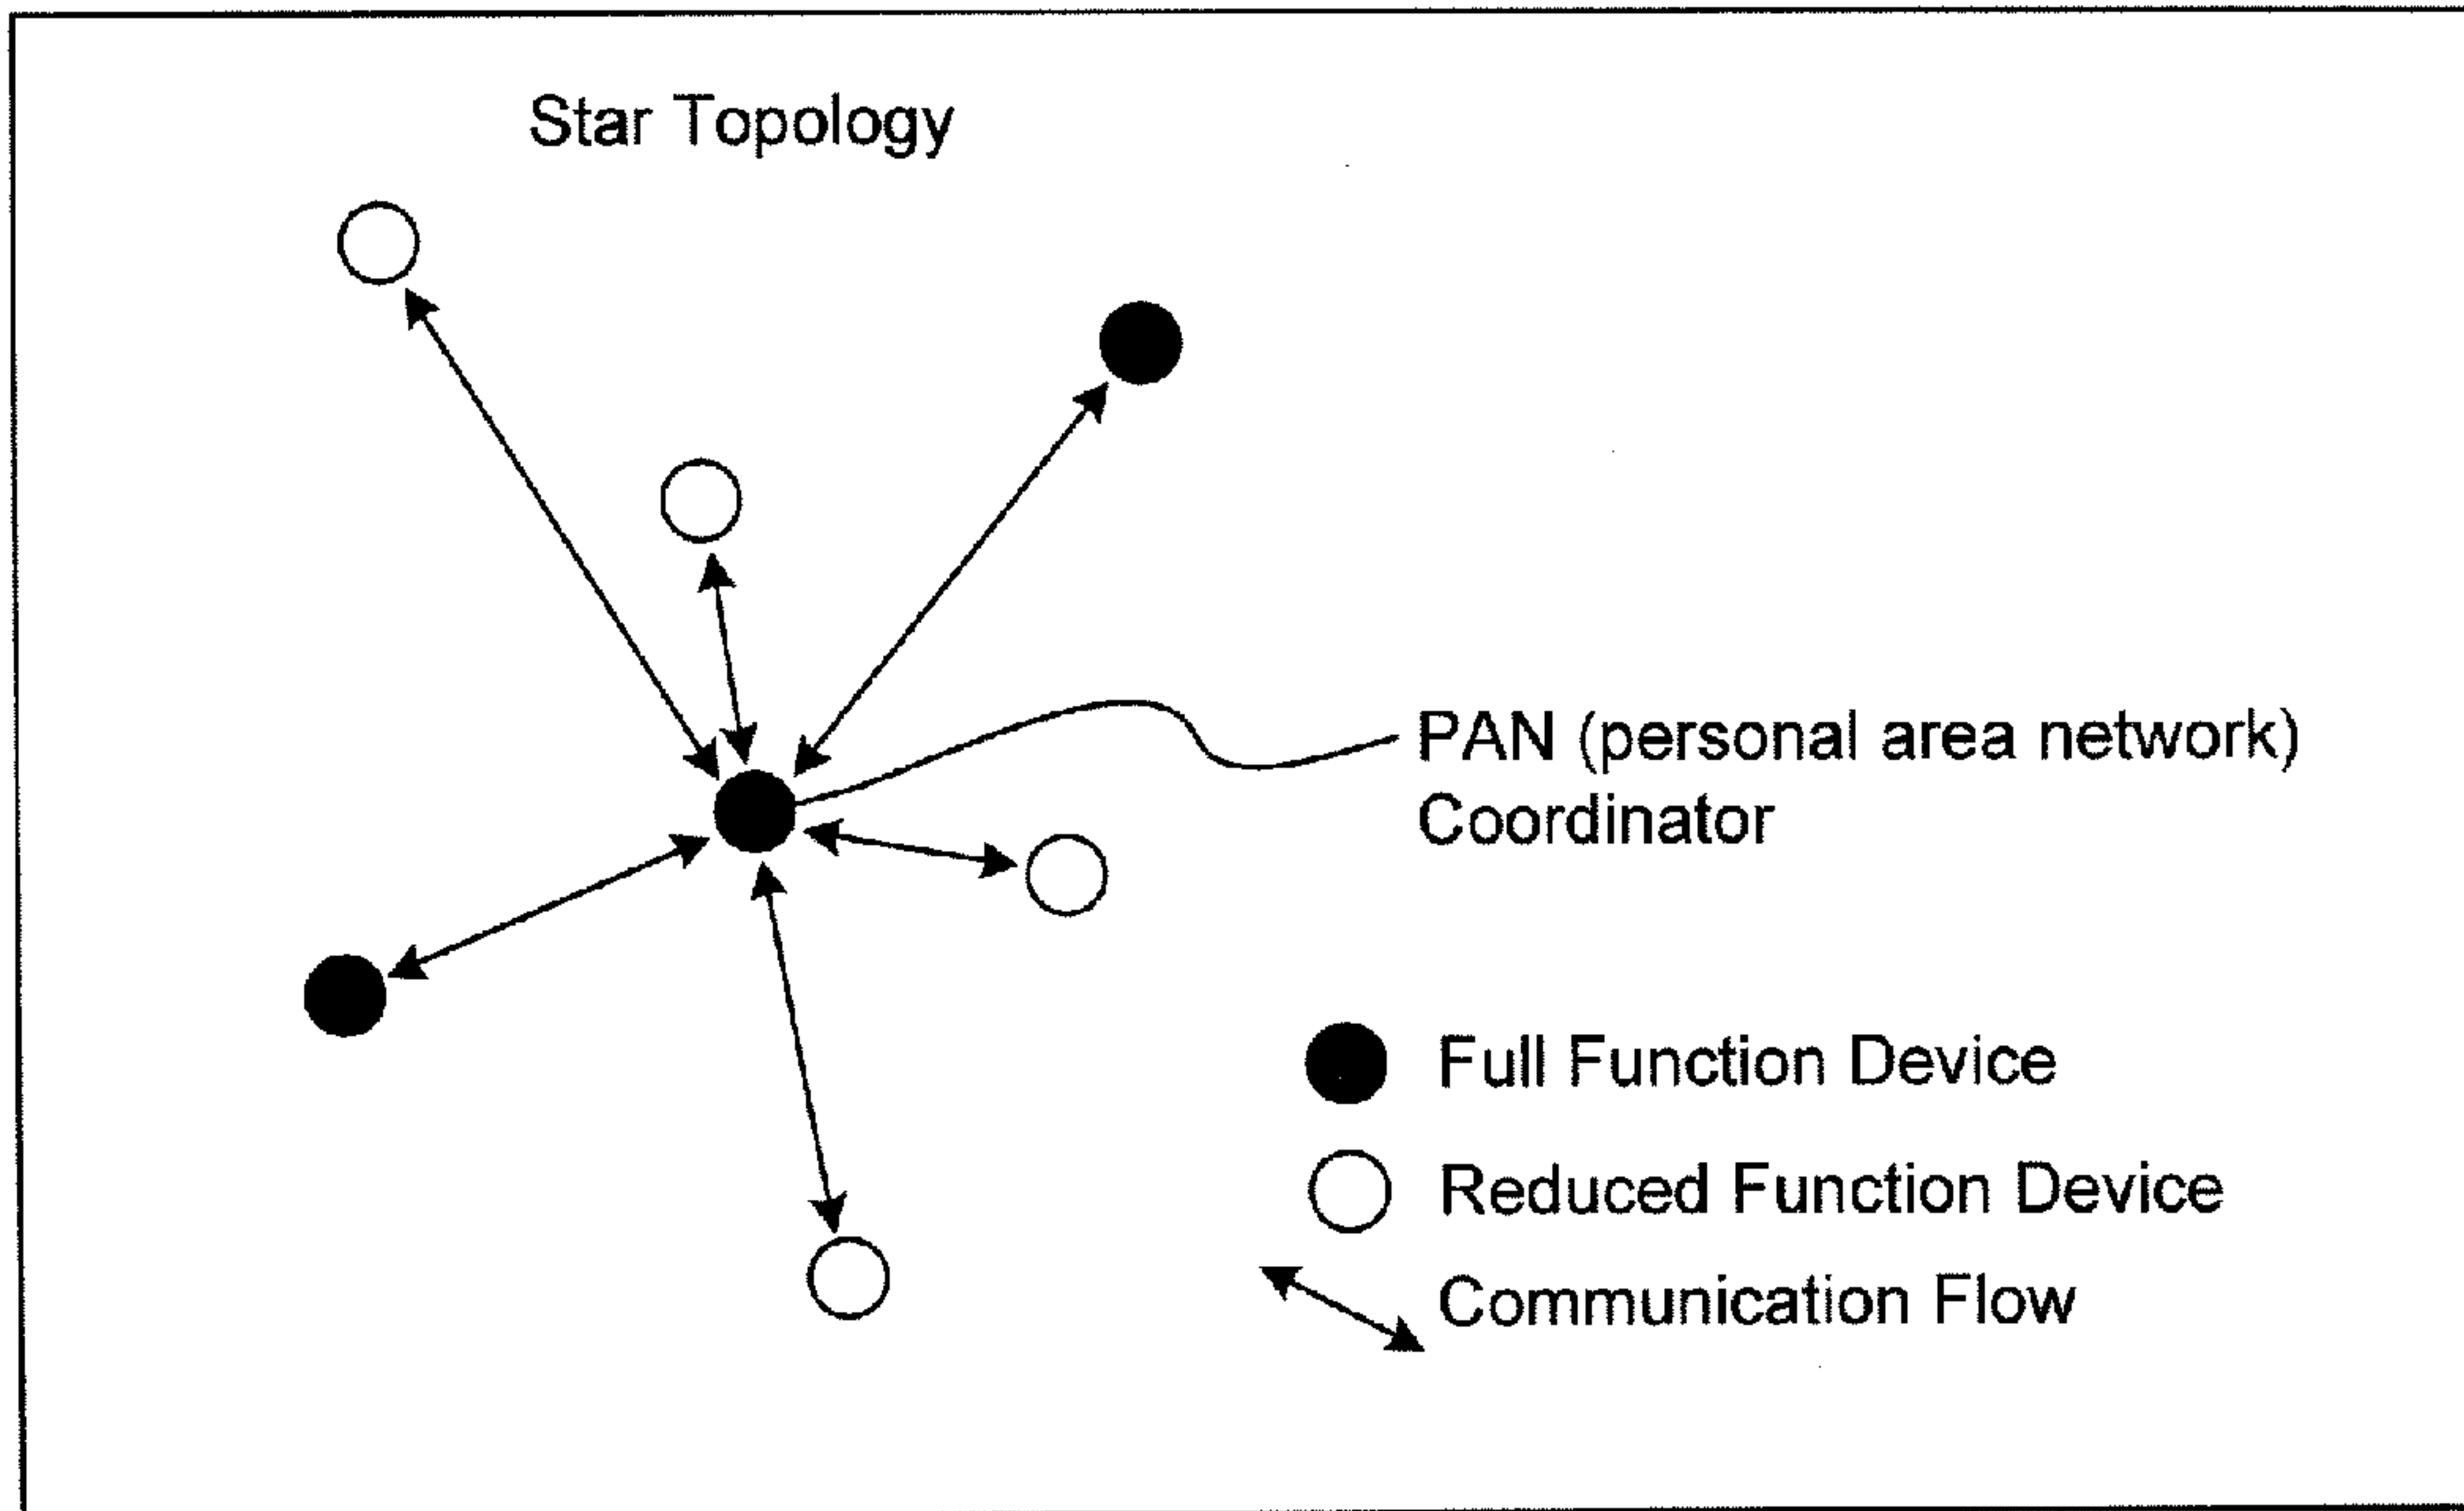 Star Topology
PAN (personal area network)
Coordinator
Full Function Device
Reduced Function Device
Communication Flow